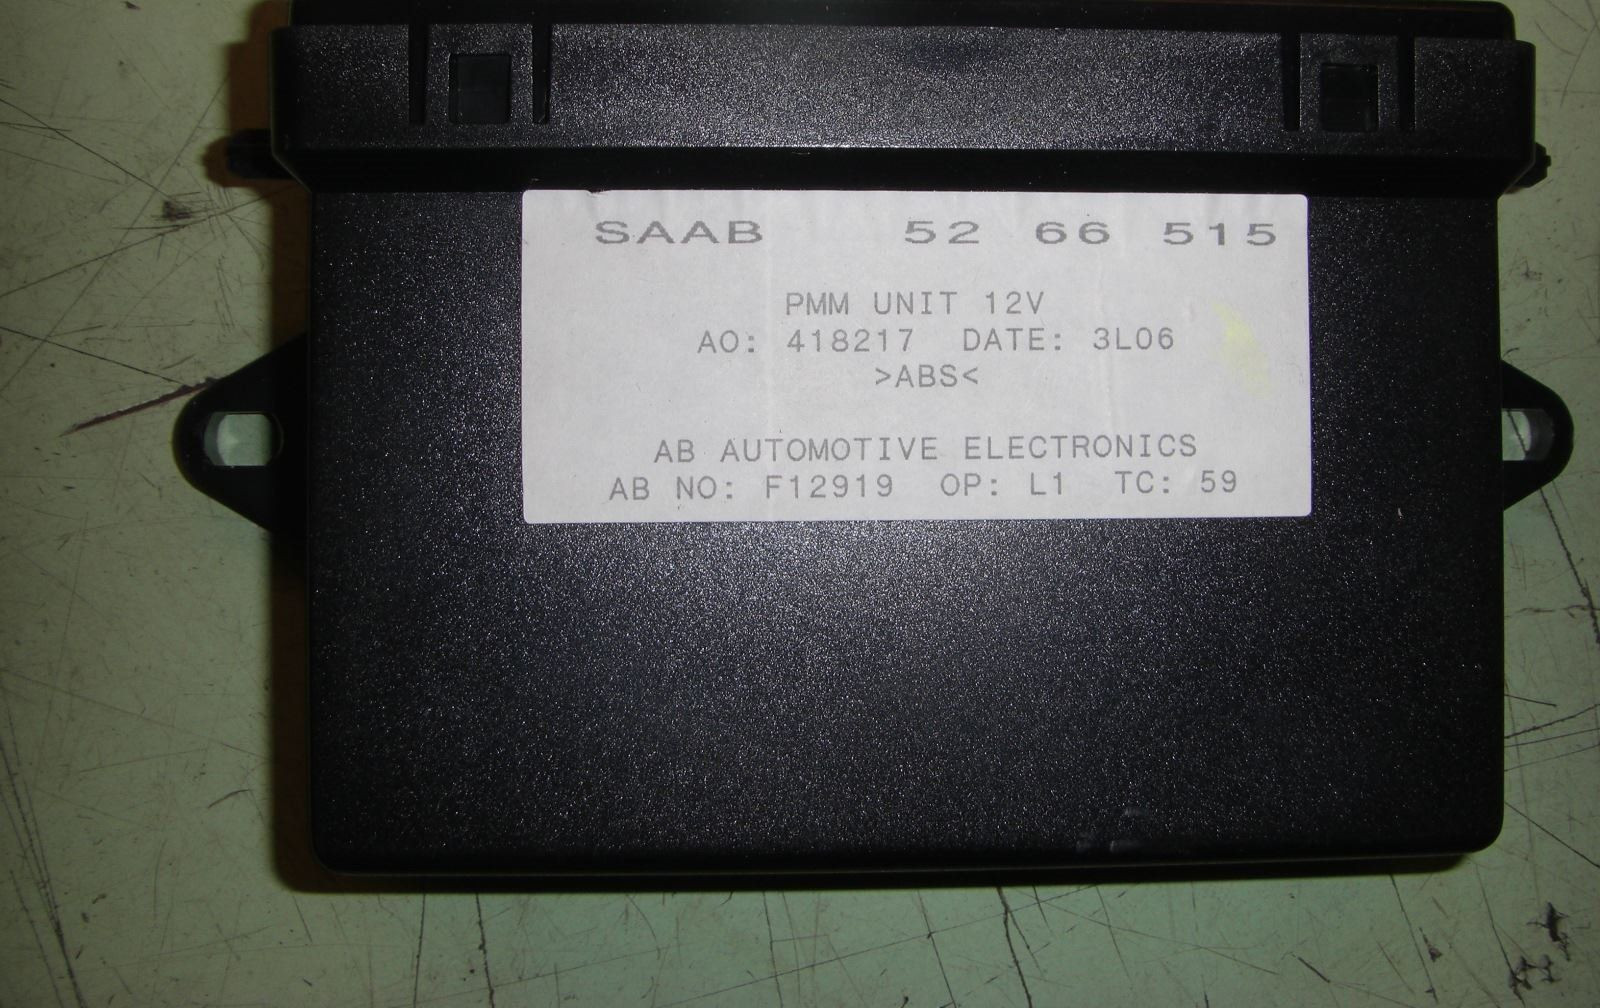 SAAB 52 66 515
PMM UNIT 12V
AO: 418217 DATE: 3L06
>ABS<
AB AUTOMOTIVE ELECTRONICS
AB NO: F12919 OP: L1 TC: 59